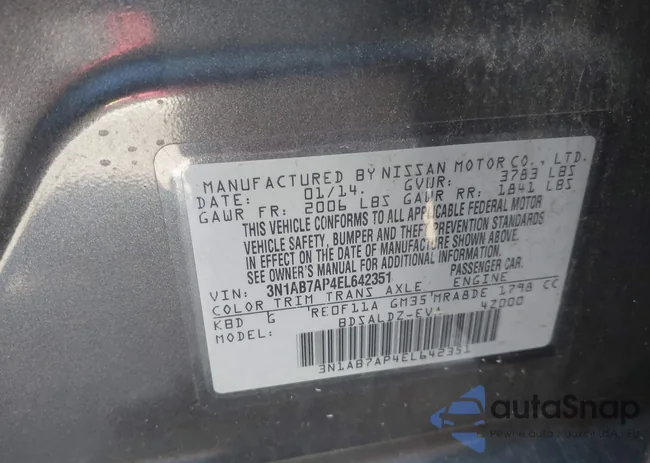 MANUFACTURED BY NISSAN MOTOR CO., LTD.
DATE: 01/14. GVWR: 3783 LBS
GAWR FR: 2006 LBS GAWR RR: 1841 LBS
THIS VEHICLE CONFORMS TO ALL APPLICABLE FEDERAL MOTOR
VEHICLE SAFETY, BUMPER AND THEFT PREVENTION STANDARDS
IN EFFECT ON THE DATE OF MANUFACTURE SHOWN ABOVE.
SEE OWNER'S MANUAL FOR ADDITIONAL INFORMATION.
VIN: 3N1AB7AP4EL642351 PASSENGER CAR.
COLOR TRIM TRANS AXLE ENGINE
KBD G RE0F11A GM35 MRA8DE 1798 CC
BDSALDZ-EV* 4Z000
3N1AB7AP4EL642351
autaSnap